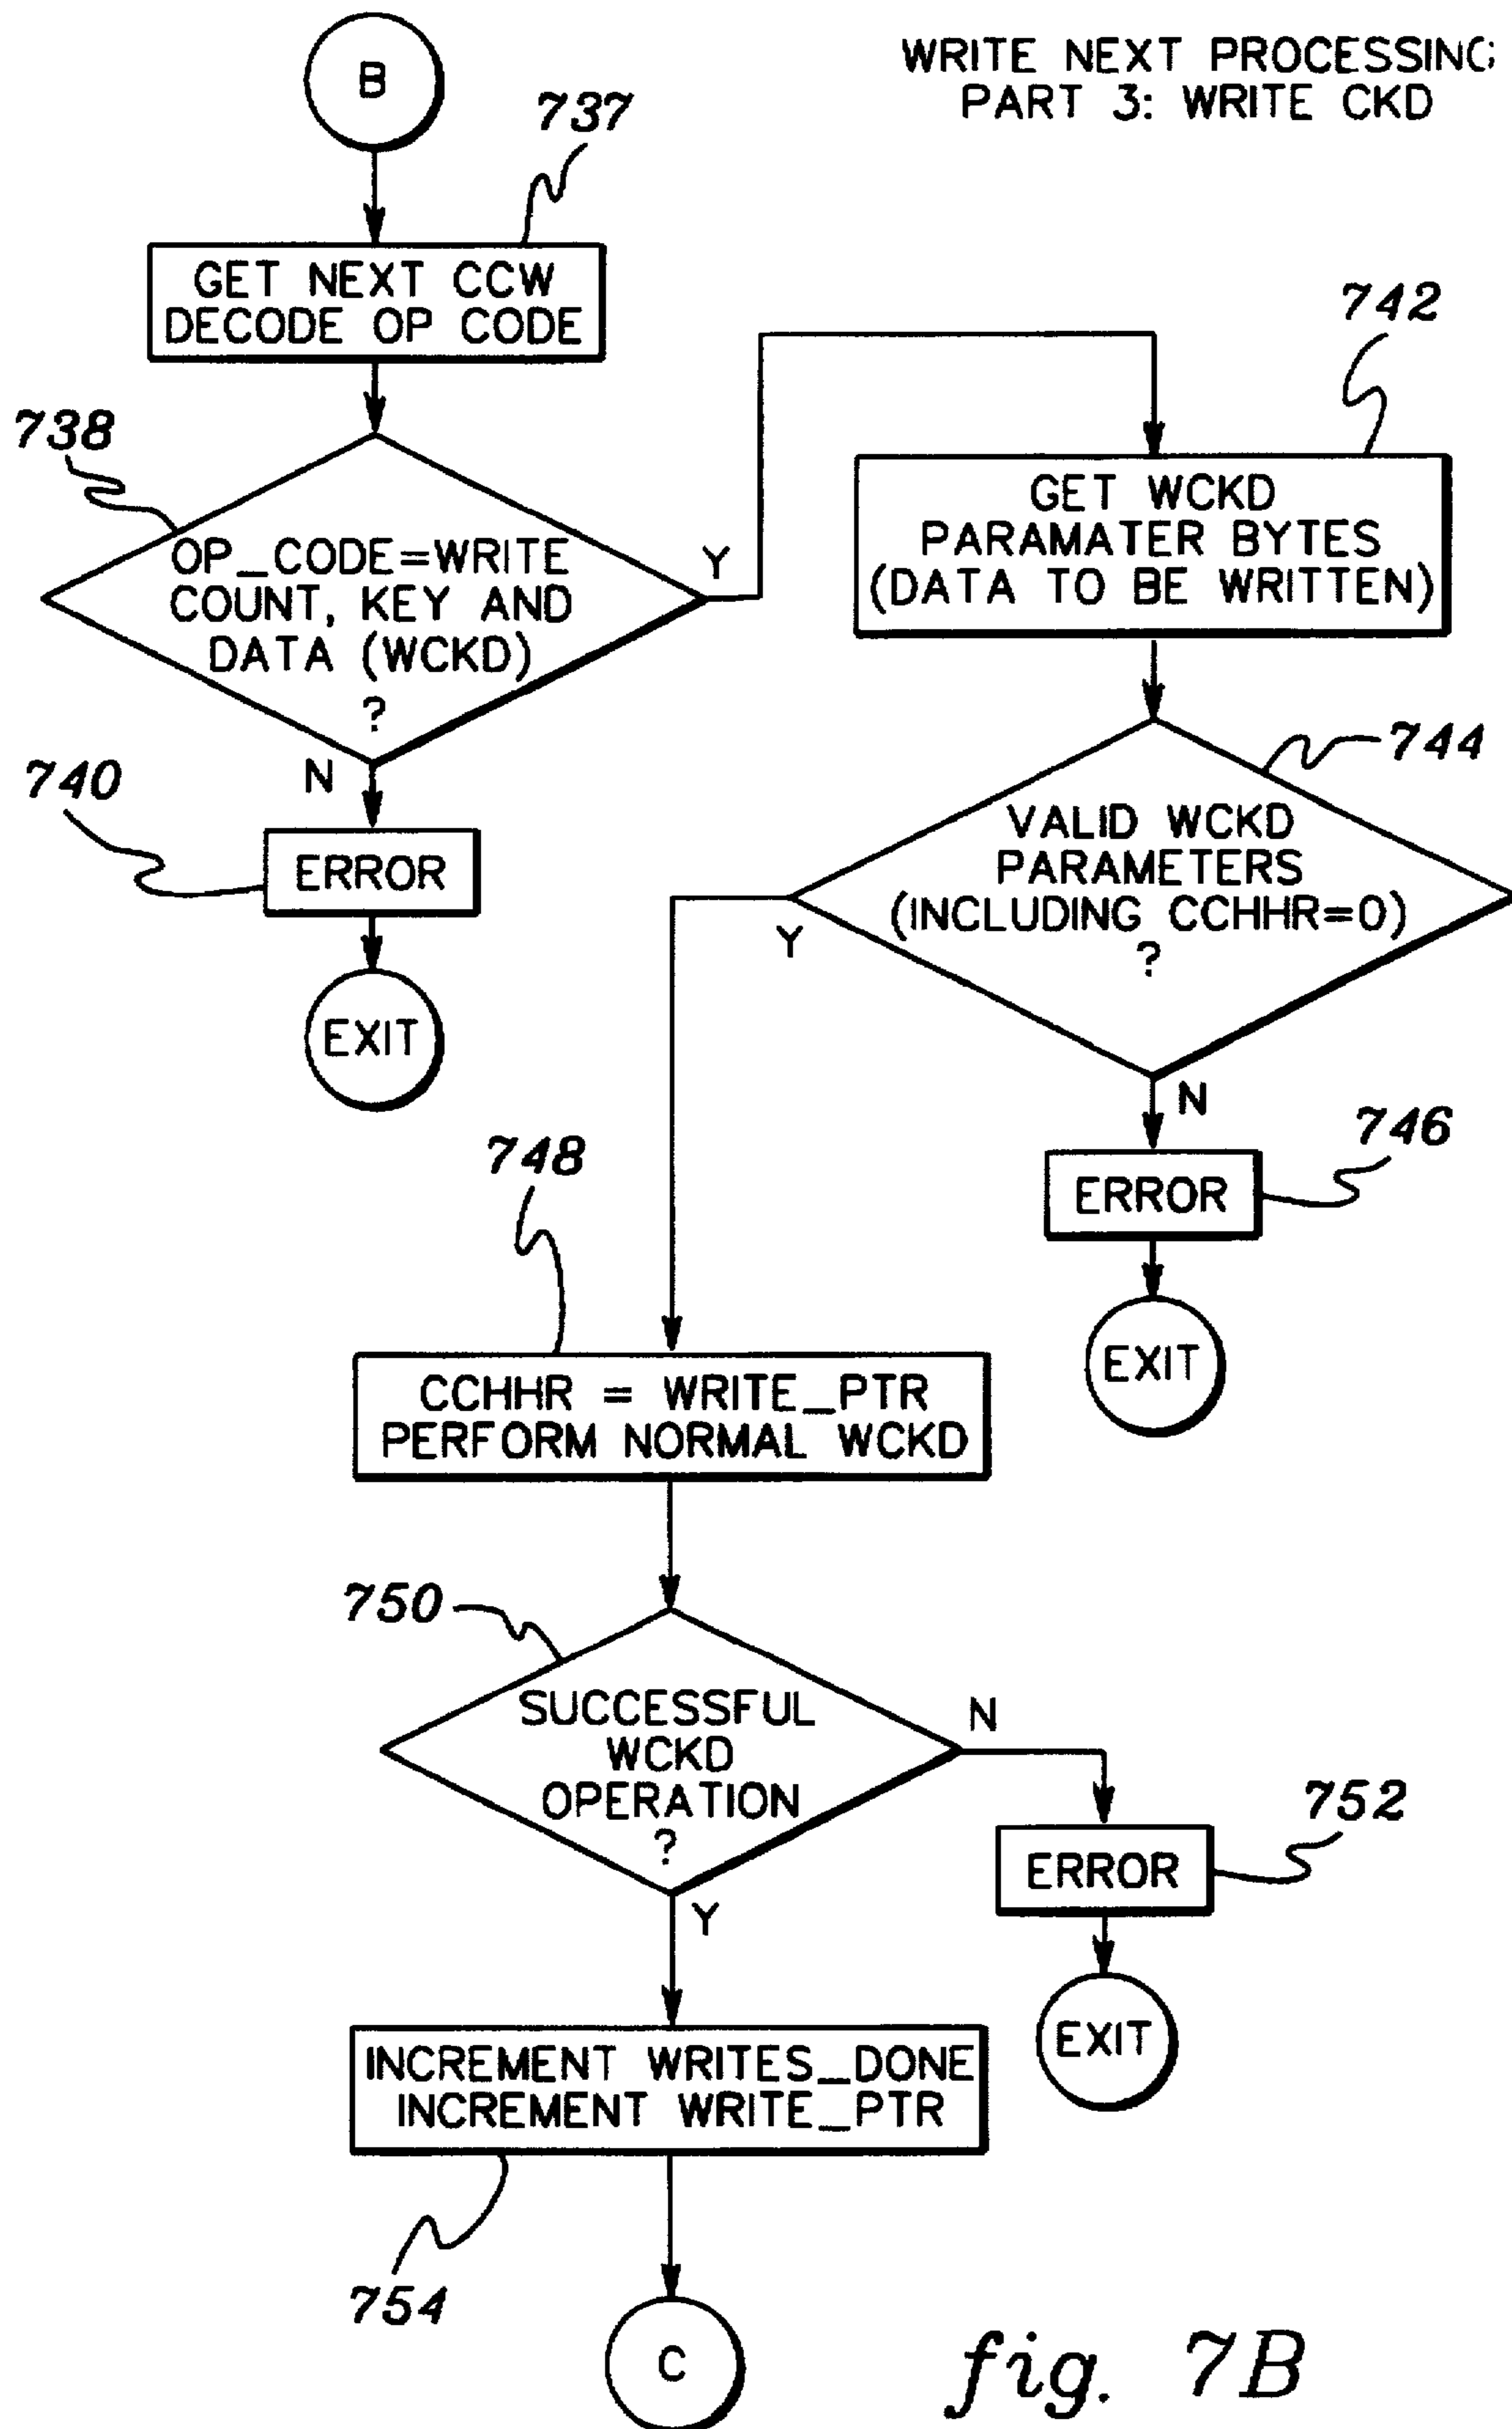 WRITE NEXT PROCESSING
PART 3: WRITE CKD
B
737
GET NEXT CCW
DECODE OP CODE
738
OP_CODE=WRITE
COUNT, KEY AND
DATA (WCKD)
?
Y
N
740
ERROR
EXIT
742
GET WCKD
PARAMATER BYTES
(DATA TO BE WRITTEN)
744
VALID WCKD
PARAMETERS
(INCLUDING CCHHR=0)
?
Y
N
746
ERROR
EXIT
748
CCHHR = WRITE_PTR
PERFORM NORMAL WCKD
750
SUCCESSFUL
WCKD
OPERATION
?
N
Y
752
ERROR
EXIT
INCREMENT WRITES_DONE
INCREMENT WRITE_PTR
754
C
fig. 7B